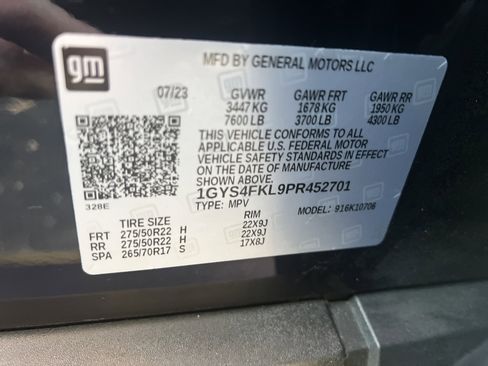 gm
MFD BY GENERAL MOTORS LLC
07/23 GVWR GAWR FRT GAWR RR
3447 KG 1678 KG 1950 KG
7600 LB 3700 LB 4300 LB
THIS VEHICLE CONFORMS TO ALL
APPLICABLE U.S. FEDERAL MOTOR
VEHICLE SAFETY STANDARDS IN EFFECT
ON THE DATE OF MANUFACTURE SHOWN
ABOVE.
1GYS4FKL9PR452701
TYPE: MPV MODEL: 916K10706
328E
TIRE SIZE RIM
FRT 275/50R22 H 22X9J
RR 275/50R22 H 22X9J
SPA 265/70R17 S 17X8J